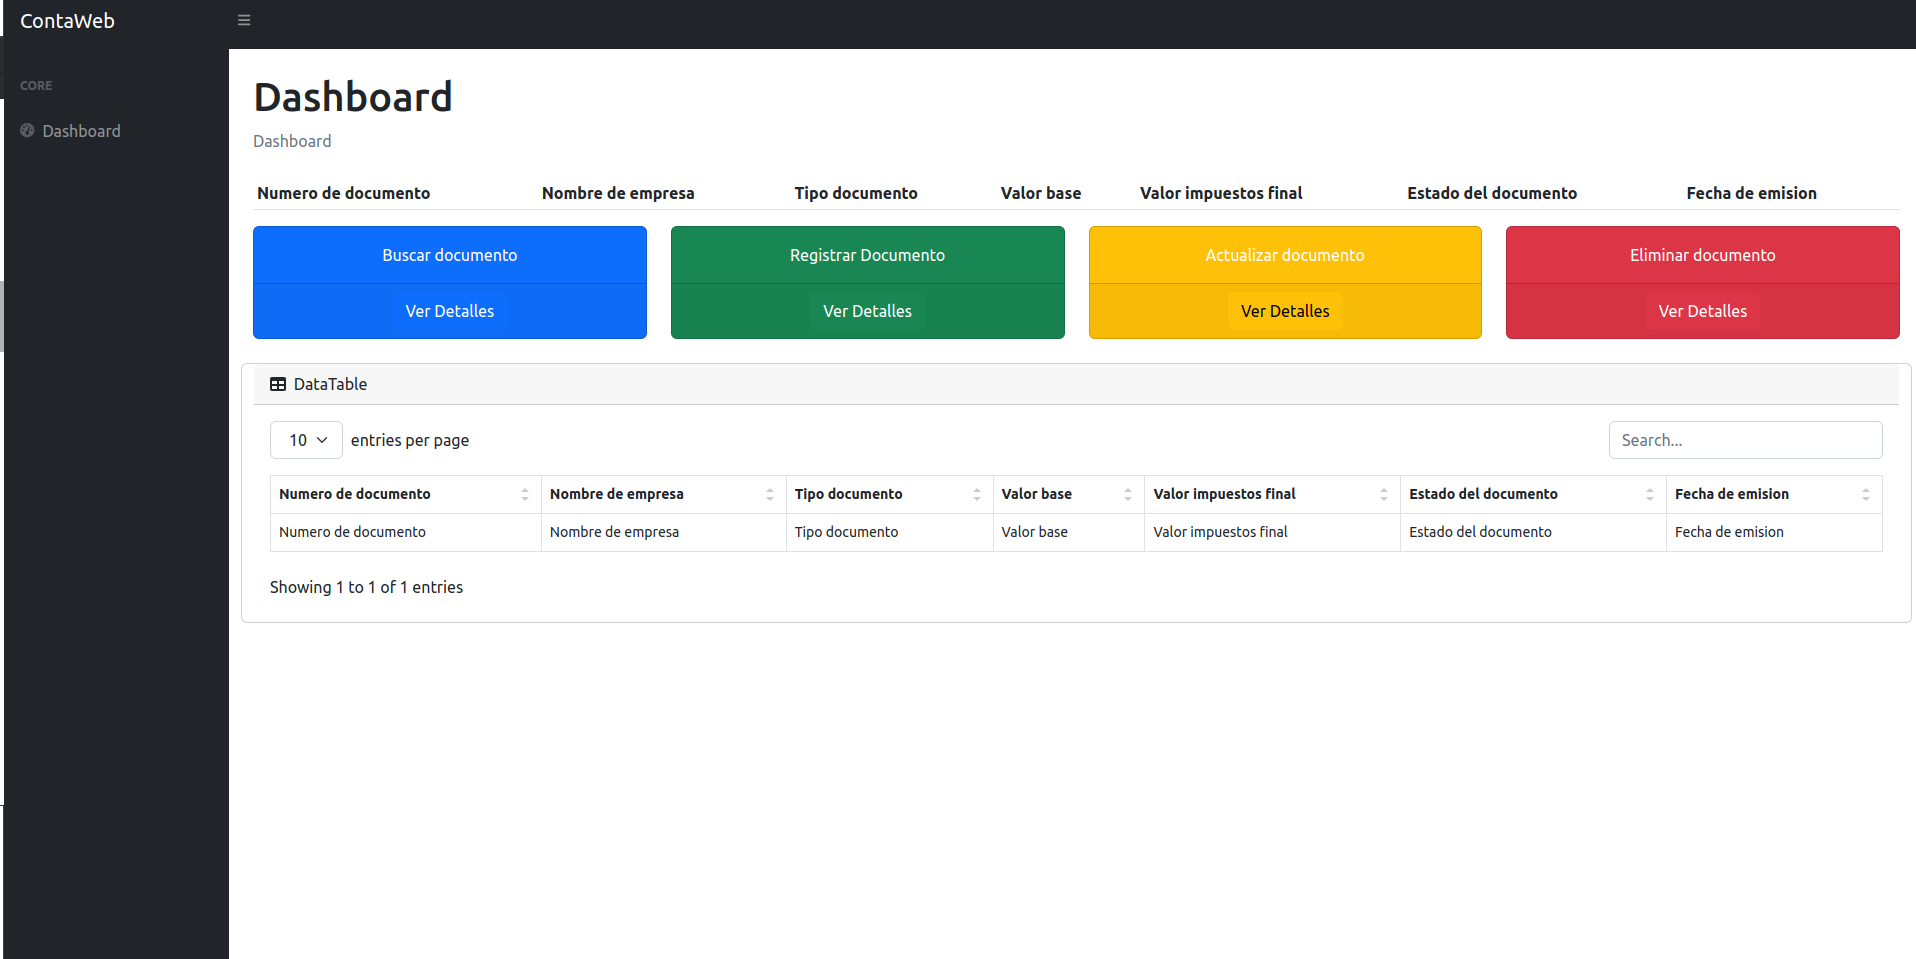 ContaWeb
CORE
Dashboard
Dashboard
Dashboard
Numero de documento Nombre de empresa Tipo documento Valor base Valor impuestos final Estado del documento Fecha de emision
Buscar documento Registrar Documento Actualizar documento Eliminar documento
Ver Detalles Ver Detalles Ver Detalles Ver Detalles
DataTable
10 entries per page Search...
Numero de documento Nombre de empresa Tipo documento Valor base Valor impuestos final Estado del documento Fecha de emision
Numero de documento Nombre de empresa Tipo documento Valor base Valor impuestos final Estado del documento Fecha de emision
Showing 1 to 1 of 1 entries